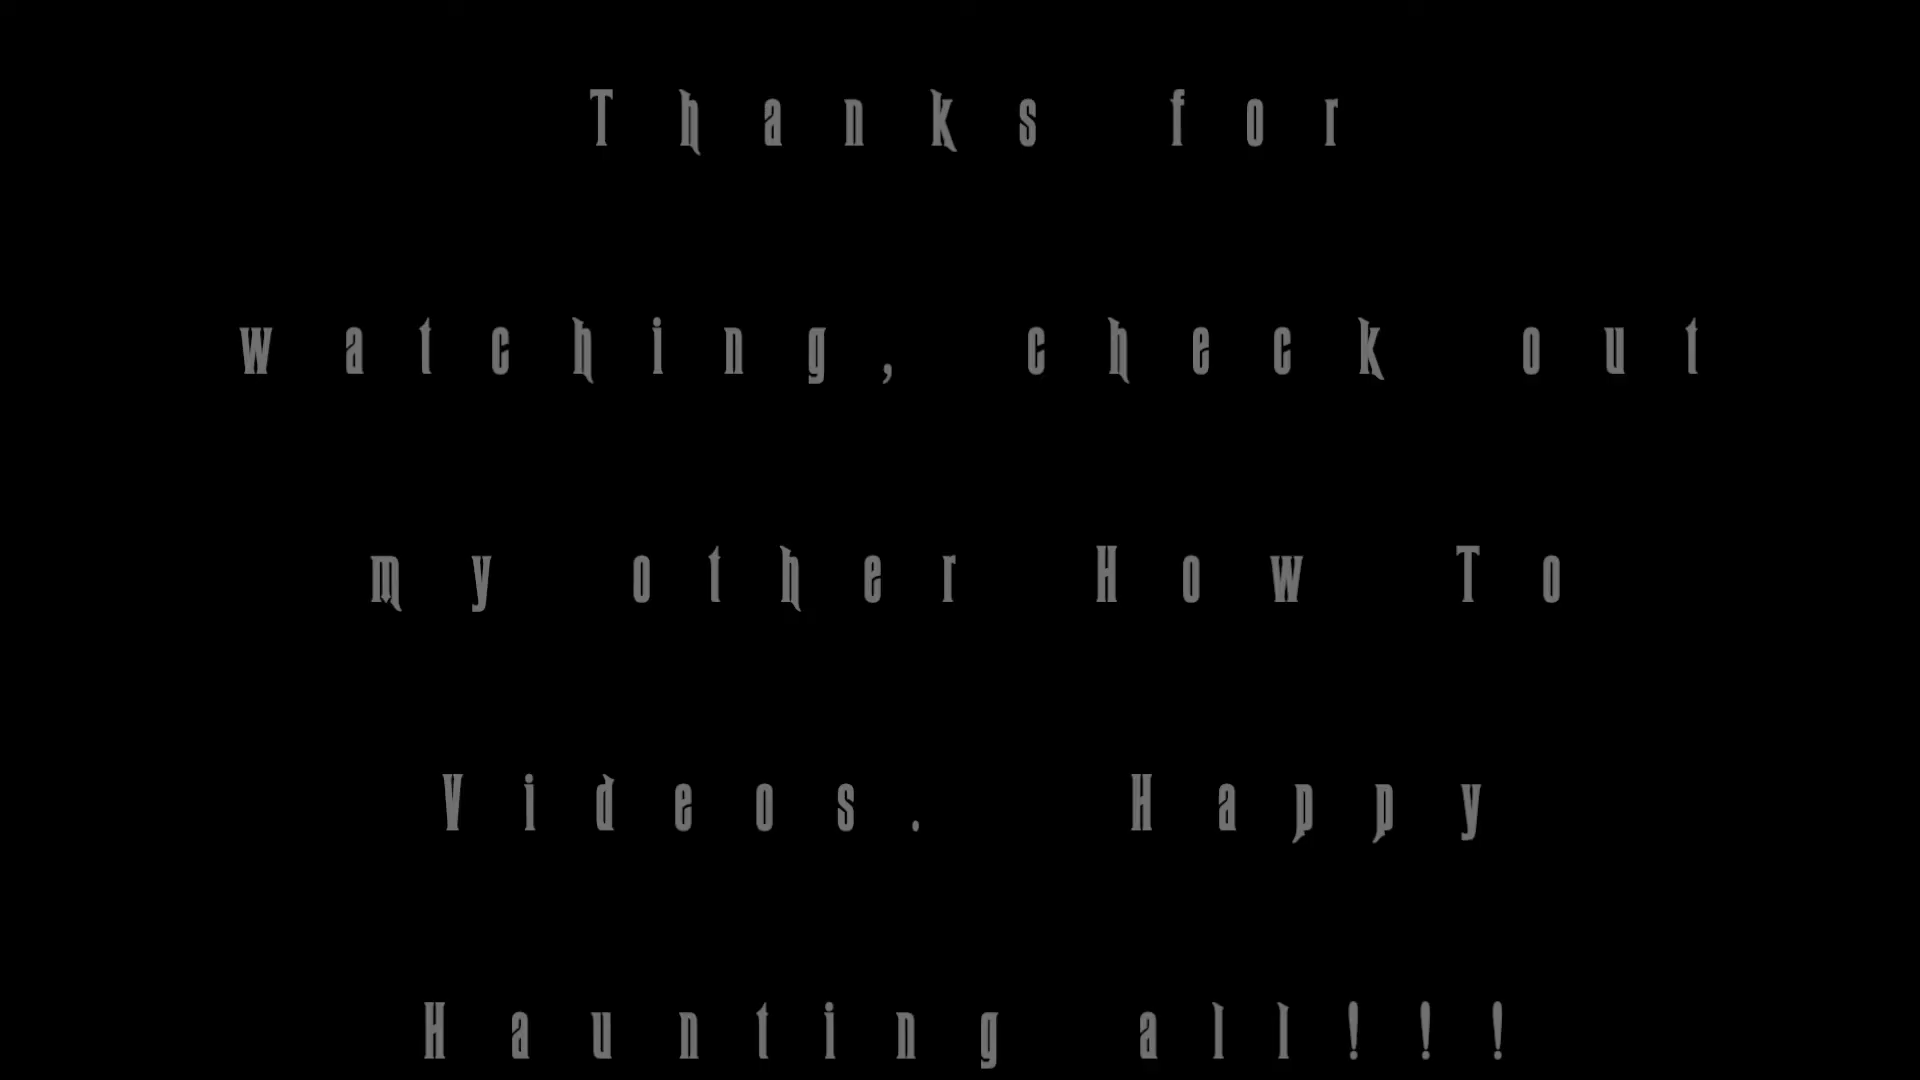 Thanks for
watching, check out
my other How To
Videos. Happy
Haunting all!!!